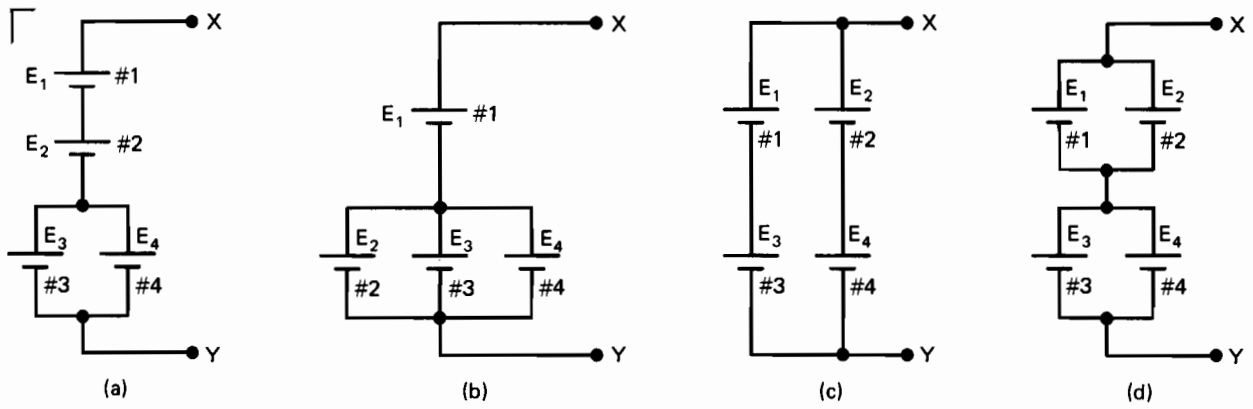 X
E1 #1
E2 #2
E3 E4
#3 #4
Y
(a)
X
E1 #1
E2 E3 E4
#2 #3 #4
Y
(b)
X
E1 E2
#1 #2
E3 E4
#3 #4
Y
(c)
X
E1 E2
#1 #2
E3 E4
#3 #4
Y
(d)